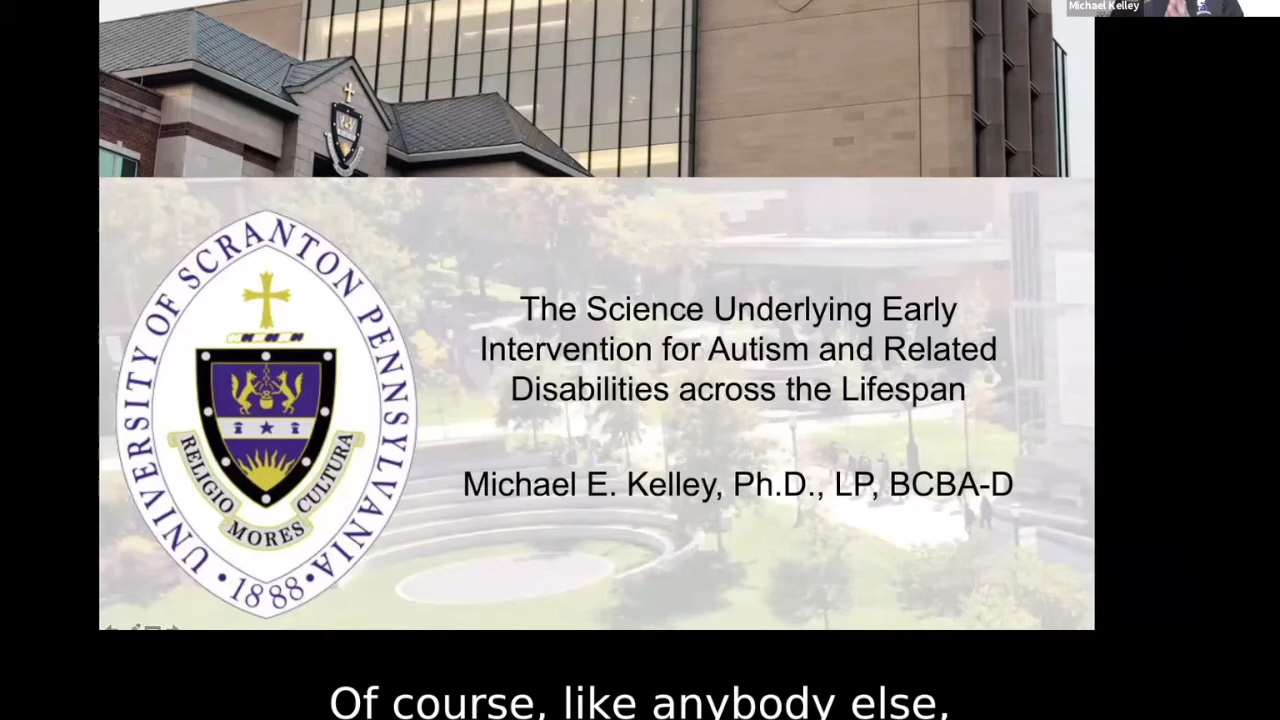 Michael Kelley
UNIVERSITY OF SCRANTON PENNSYLVANIA
RELIGIO
MORES
CULTURA
• 1888 •
The Science Underlying Early
Intervention for Autism and Related
Disabilities across the Lifespan
Michael E. Kelley, Ph.D., LP, BCBA-D
Of course, like anybody else,